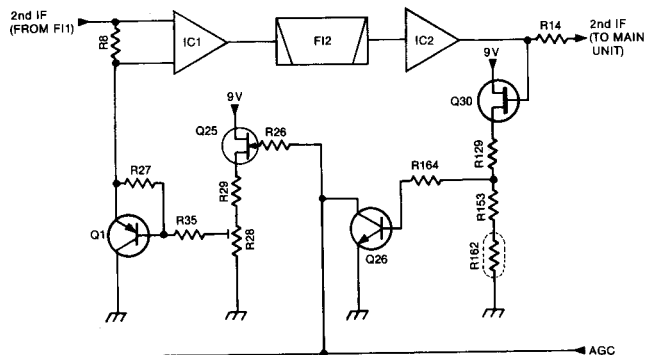 2nd IF
(FROM FI1)
R8
IC1
FI2
IC2
R14
2nd IF
(TO MAIN
UNIT)
9V
Q30
9V
Q25
R26
R129
R27
R29
R164
R153
Q1
R35
R28
Q26
R162
AGC